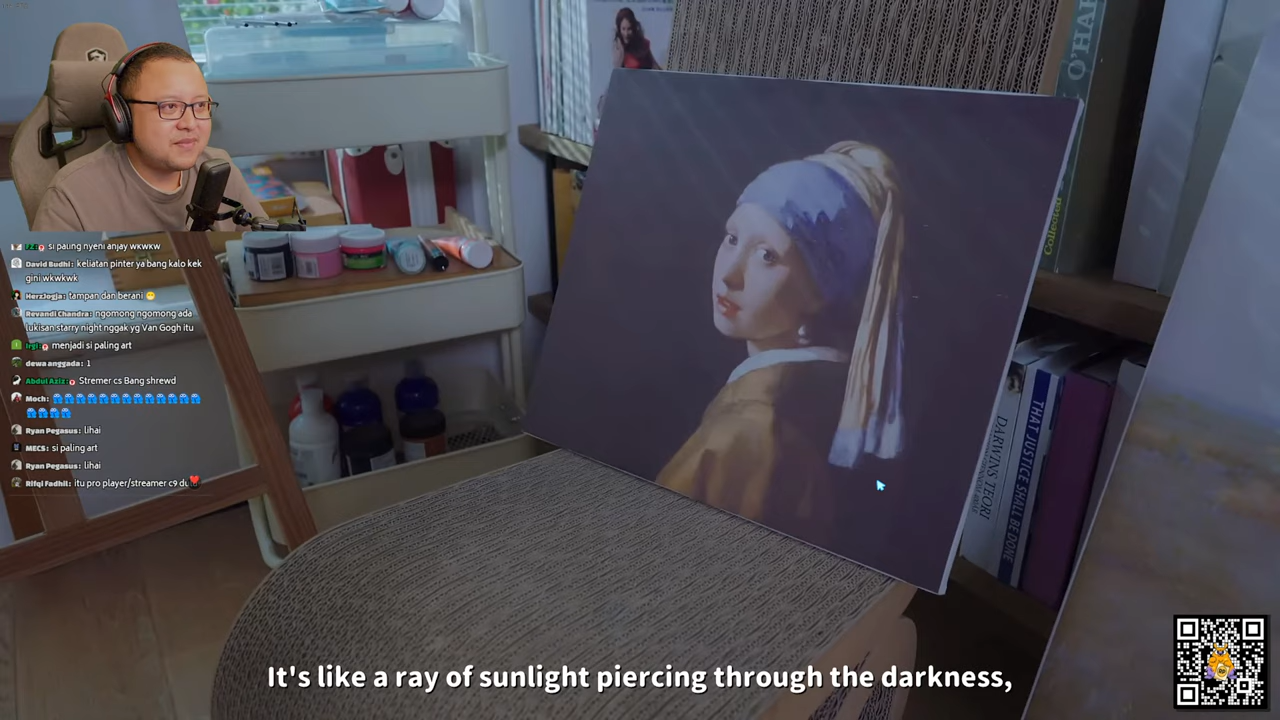 si paling nyeni anjay wkwkw
David Budhi: keliatan pinter ya bang kalo kek
gini wkwkwk
HerzJogja: tampan dan berani
Revandi Chandra: ngomong ngomong ada
lukisan starry night nggak yg Van Gogh itu
irgi: menjadi si paling art
dewa anggada: 1
Abdul Aziz: Stremer cs Bang shrewd
Moch:
Ryan Pegasus: lihai
MECS: si paling art
Ryan Pegasus: lihai
Rifqi Fadhil: itu pro player/streamer c9 du
O'HAR
Collected
DARWINS TEORI
THAT JUSTICE SHALL BE DONE
It's like a ray of sunlight piercing through the darkness,